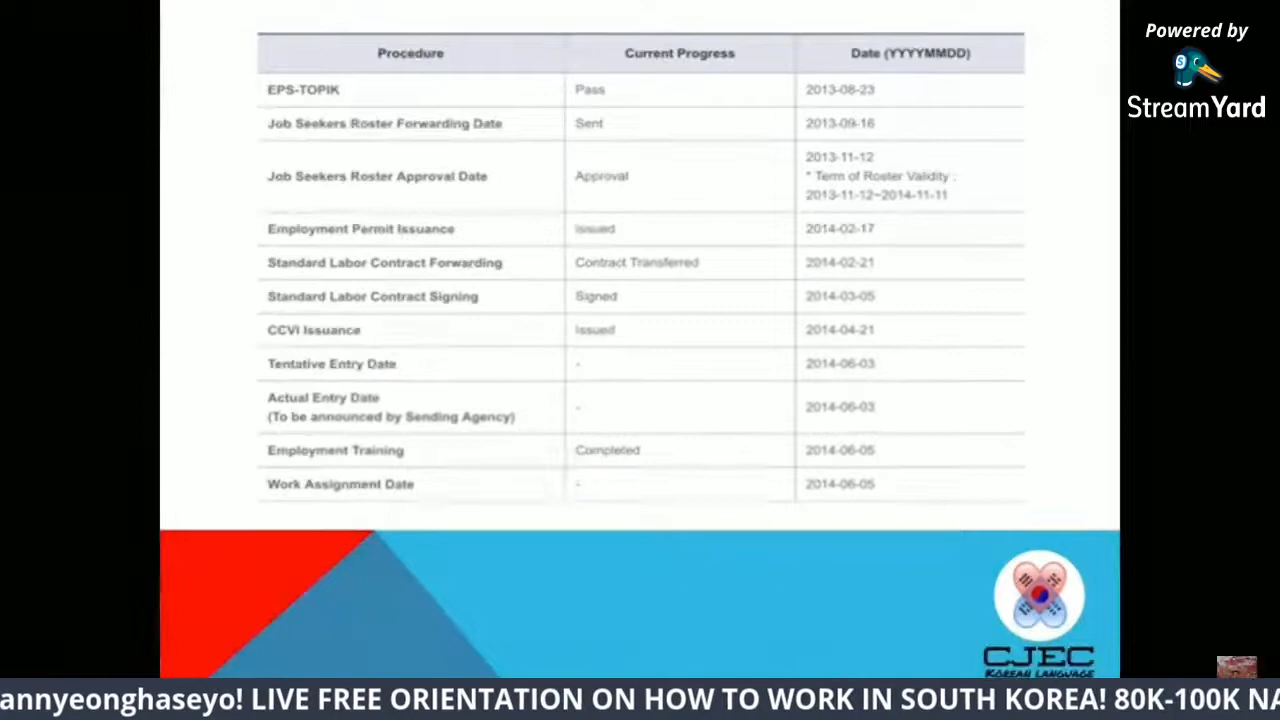 Powered by
StreamYard
Procedure Current Progress Date (YYYYMMDD)
EPS-TOPIK Pass 2013-08-23
Job Seekers Roster Forwarding Date Sent 2013-09-16
Job Seekers Roster Approval Date Approval 2013-11-12
* Term of Roster Validity :
2013-11-12~2014-11-11
Employment Permit Issuance Issued 2014-02-17
Standard Labor Contract Forwarding Contract Transferred 2014-02-21
Standard Labor Contract Signing Signed 2014-03-05
CCVI Issuance Issued 2014-04-21
Tentative Entry Date - 2014-06-03
Actual Entry Date
(To be announced by Sending Agency) - 2014-06-03
Employment Training Completed 2014-06-05
Work Assignment Date - 2014-06-05
CJEC
KOREAN LANGUAGE
annyeonghaseyo! LIVE FREE ORIENTATION ON HOW TO WORK IN SOUTH KOREA! 80K-100K NA